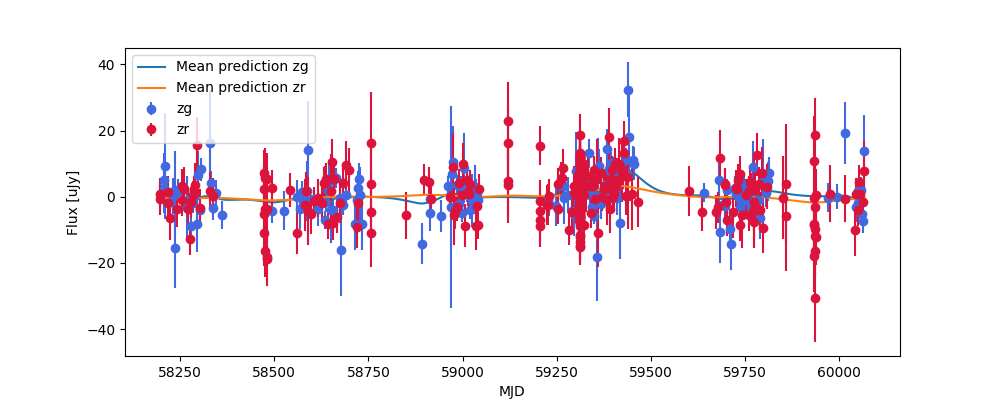 Mean prediction zg
Mean prediction zr
zg
zr
Flux [uJy]
40
20
0
−20
−40
58250
58500
58750
59000
59250
59500
59750
60000
MJD